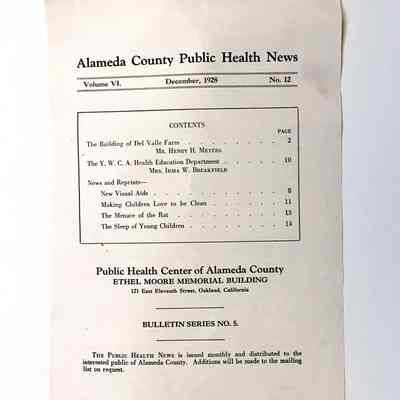 Alameda County Public Health News
Volume VI. December, 1928 No. 12
CONTENTS
PAGE
The Building of Del Valle Farm . . . . . . . . 2
Mr. Henry H. Meyers
The Y. W. C. A. Health Education Department . . . . . 10
Mrs. Irma W. Breakfield
News and Reprints—
New Visual Aids . . . . . . . . . . 8
Making Children Love to be Clean . . . . . . 11
The Menace of the Rat . . . . . . . . . 13
The Sleep of Young Children . . . . . . . . 14
Public Health Center of Alameda County
ETHEL MOORE MEMORIAL BUILDING
121 East Eleventh Street, Oakland, California
BULLETIN SERIES NO. 5.
The Public Health News is issued monthly and distributed to the
interested public of Alameda County. Additions will be made to the mailing
list on request.